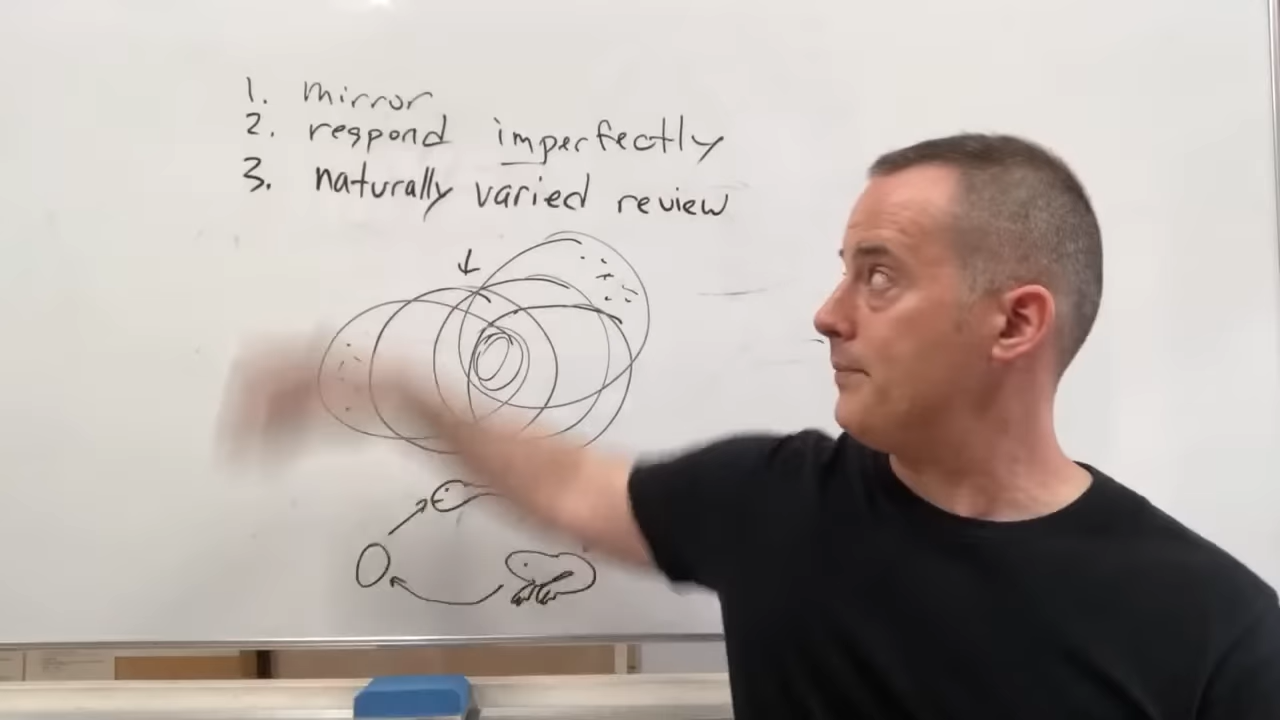 1. mirror
2. respond imperfectly
3. naturally varied review